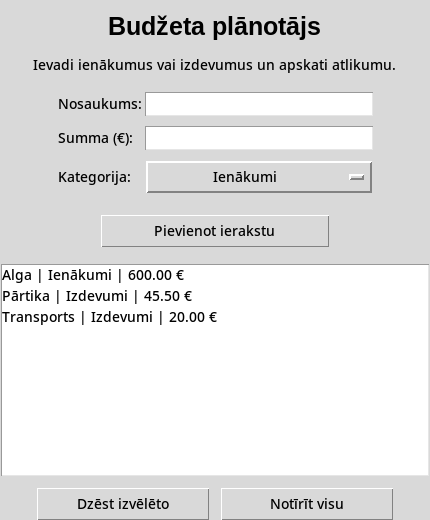 Budžeta plānotājs
Ievadi ienākumus vai izdevumus un apskati atlikumu.
Nosaukums:
Summa (€):
Kategorija: Ienākumi
Pievienot ierakstu
Alga | Ienākumi | 600.00 €
Pārtika | Izdevumi | 45.50 €
Transports | Izdevumi | 20.00 €
Dzēst izvēlēto Notīrīt visu